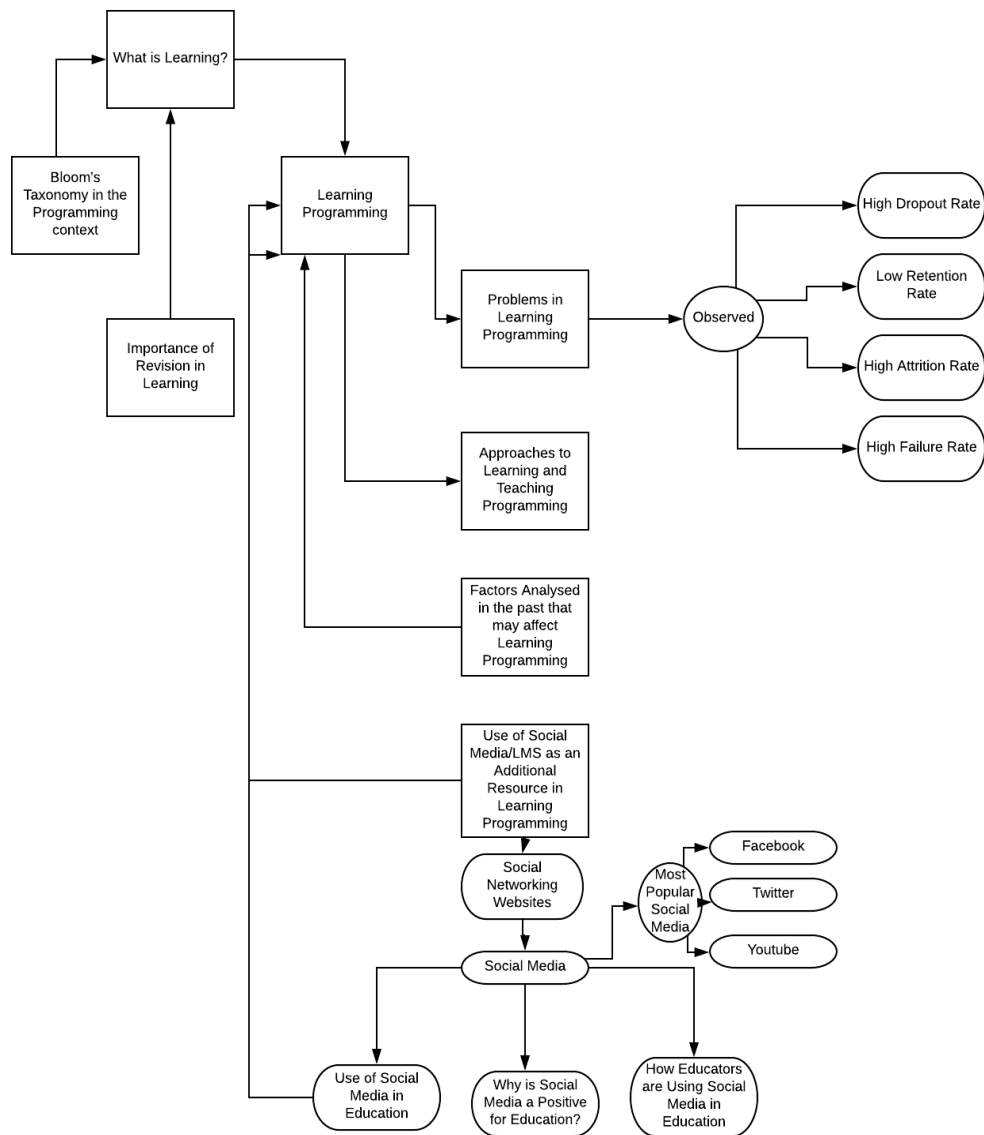 What is Learning?
Bloom's
Taxonomy in the
Programming
context
Learning
Programming
High Dropout Rate
Low Retention
Rate
Problems in
Learning
Programming
Observed
Importance of
Revision in
Learning
High Attrition Rate
High Failure Rate
Approaches to
Learning and
Teaching
Programming
Factors Analysed
in the past that
may affect
Learning
Programming
Use of Social
Media/LMS as an
Additional
Resource in
Learning
Programming
Social
Networking
Websites
Most
Popular
Social
Media
Facebook
Twitter
Youtube
Social Media
Use of Social
Media in
Education
Why is Social
Media a Positive
for Education?
How Educators
are Using Social
Media in
Education